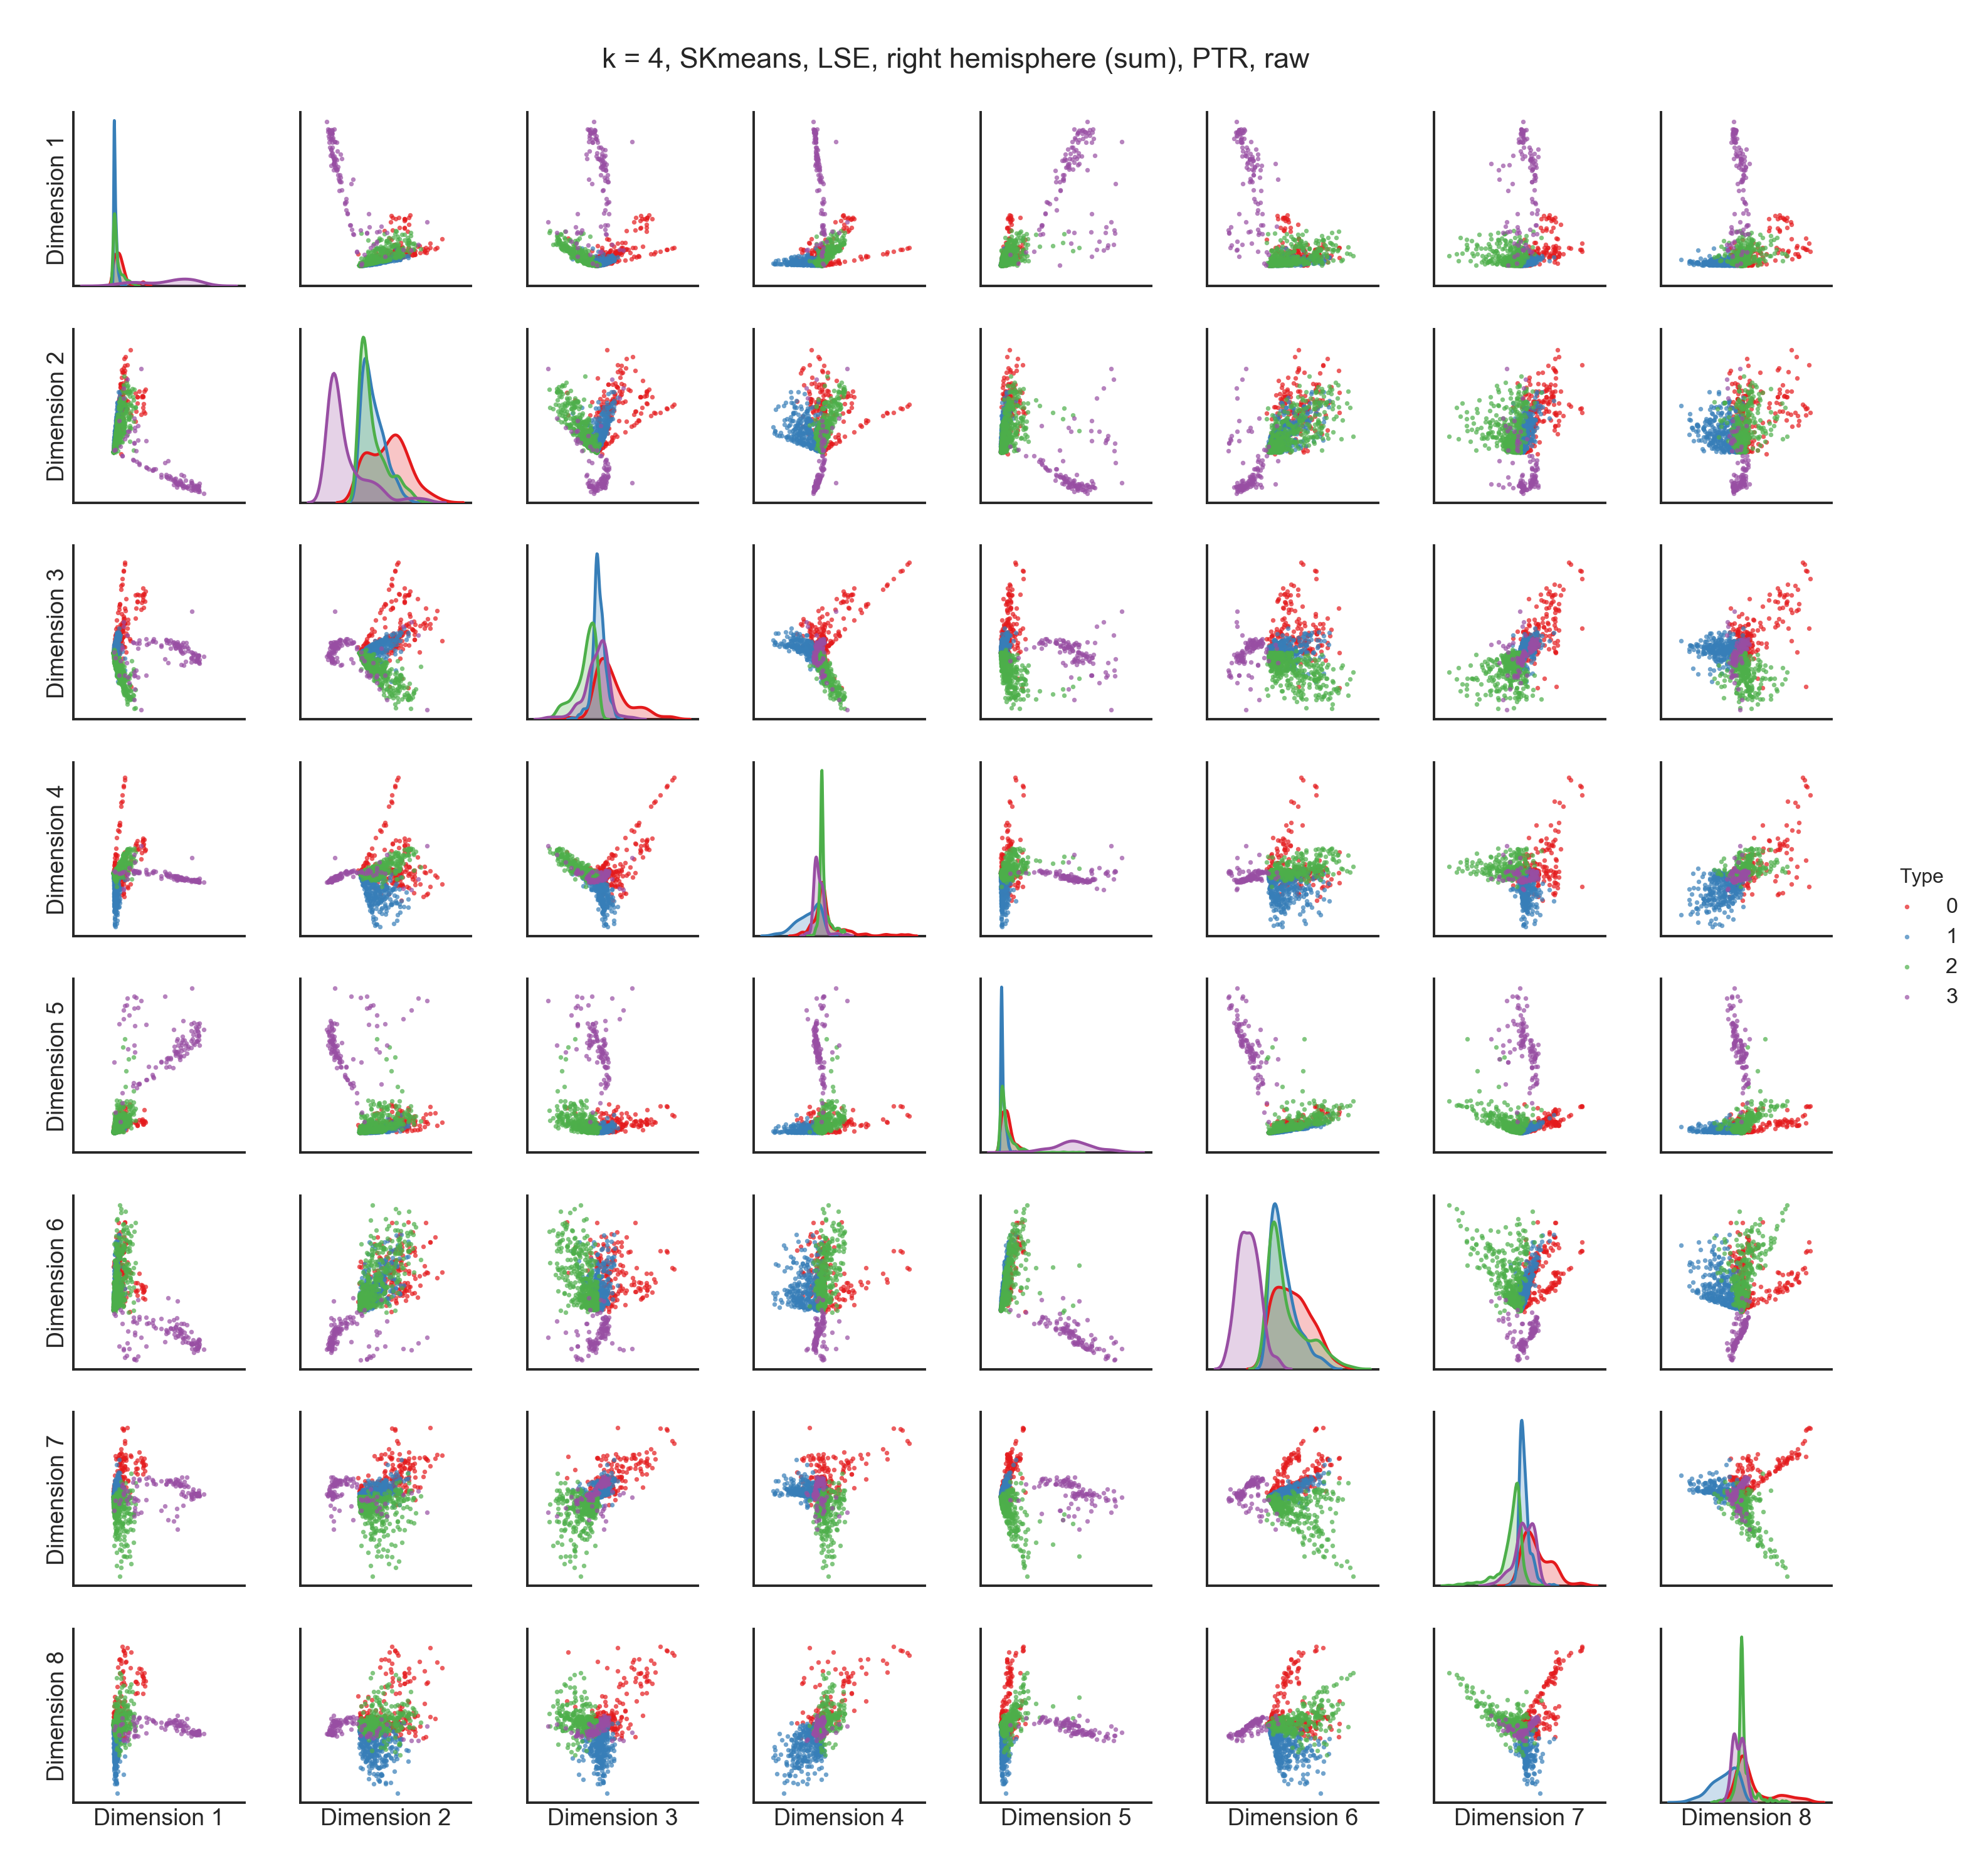 k = 4, SKmeans, LSE, right hemisphere (sum), PTR, raw
Dimension 1
Dimension 2
Dimension 3
Dimension 4
Dimension 5
Dimension 6
Dimension 7
Dimension 8
Type
0
1
2
3
Dimension 1
Dimension 2
Dimension 3
Dimension 4
Dimension 5
Dimension 6
Dimension 7
Dimension 8